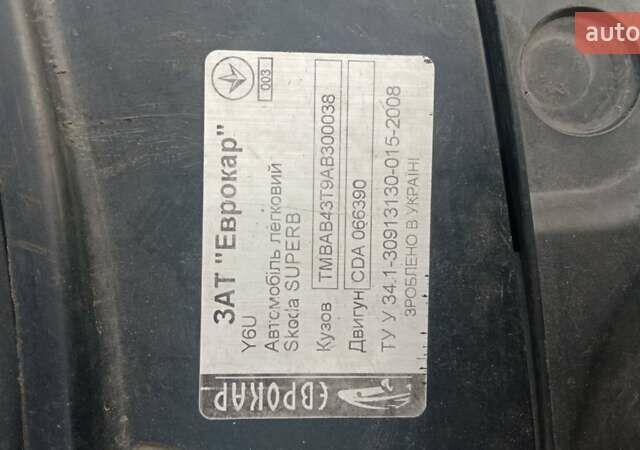 auto
003
ЗАТ "Еврокар"
Y6U
Автомобіль легковий
Skoda SUPERB
Кузов TMBAB43T9AB300038
Двигун CDA 066390
ТУ У 34.1-30913130-015-2008
ЗРОБЛЕНО В УКРАЇНІ
ЄВРОКАР